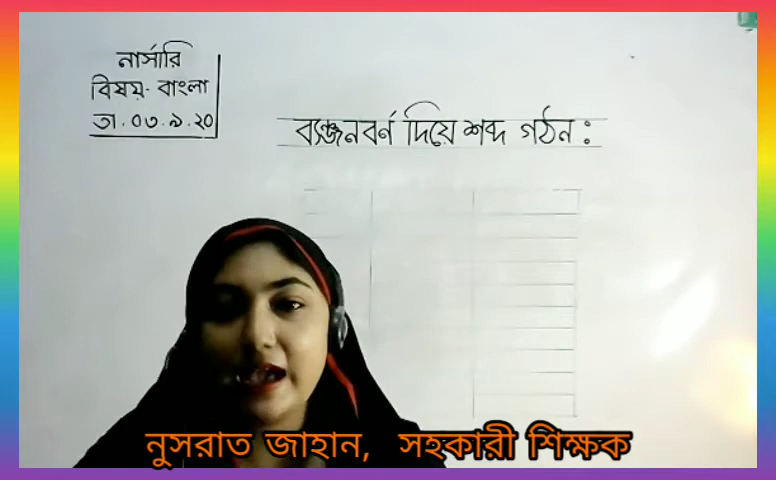 নার্সারি
বিষয়- বাংলা
তা. ০৩.৯.২০
ব্যঞ্জনবর্ন দিয়ে শব্দ গঠন :
নুসরাত জাহান, সহকারী শিক্ষক